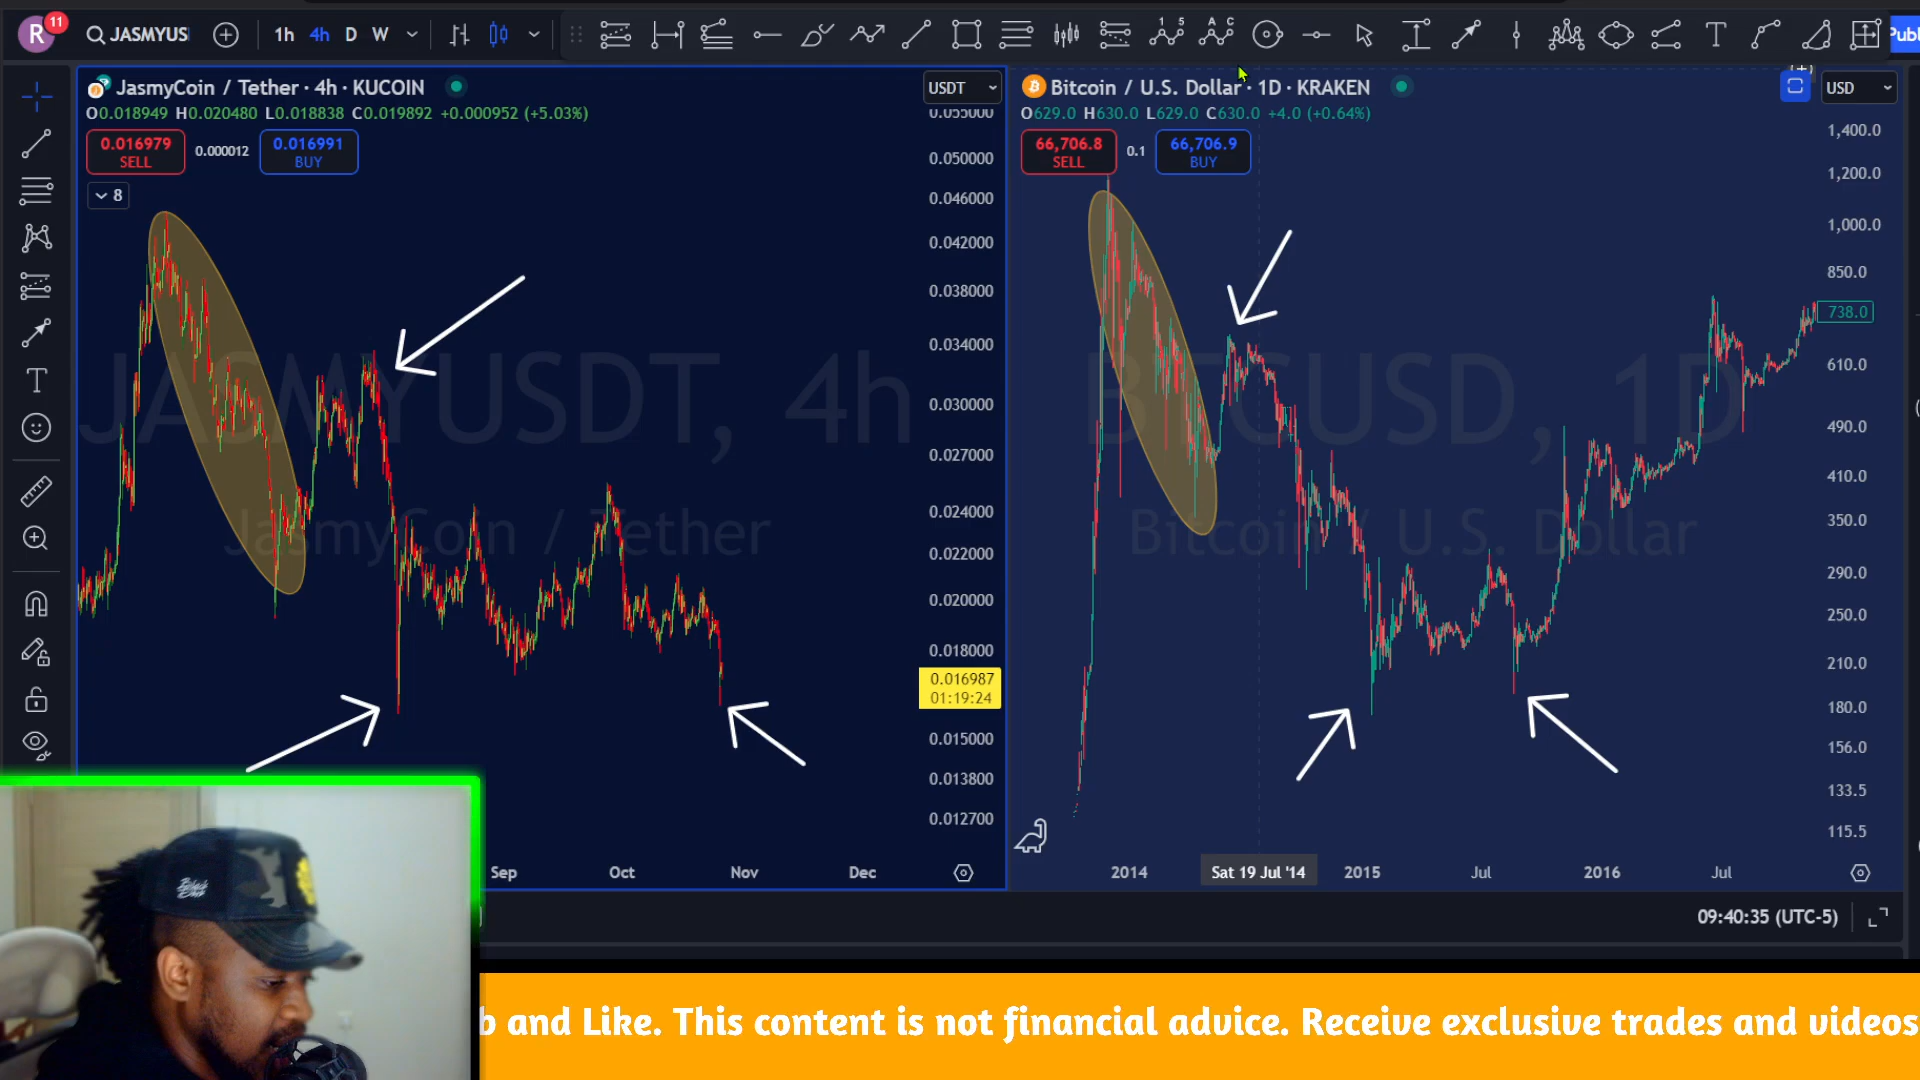 R
11
JASMYUS
1h 4h D W
Publ
JasmyCoin / Tether · 4h · KUCOIN
O0.018949 H0.020480 L0.018838 C0.019892 +0.000952 (+5.03%)
0.016979
SELL
0.000012
0.016991
BUY
8
USDT
0.055000
0.050000
0.046000
0.042000
0.038000
0.034000
0.030000
0.027000
0.024000
0.022000
0.020000
0.018000
0.016987
01:19:24
0.015000
0.013800
0.012700
JASMYUSDT, 4h
JasmyCoin / Tether
Sep Oct Nov Dec
Bitcoin / U.S. Dollar · 1D · KRAKEN
O629.0 H630.0 L629.0 C630.0 +4.0 (+0.64%)
66,706.8
SELL
0.1
66,706.9
BUY
USD
1,400.0
1,200.0
1,000.0
850.0
738.0
610.0
490.0
410.0
350.0
290.0
250.0
210.0
180.0
156.0
133.5
115.5
BTCUSD, 1D
Bitcoin / U.S. Dollar
2014 Sat 19 Jul '14 2015 Jul 2016 Jul
09:40:35 (UTC-5)
b and Like. This content is not financial advice. Receive exclusive trades and videos